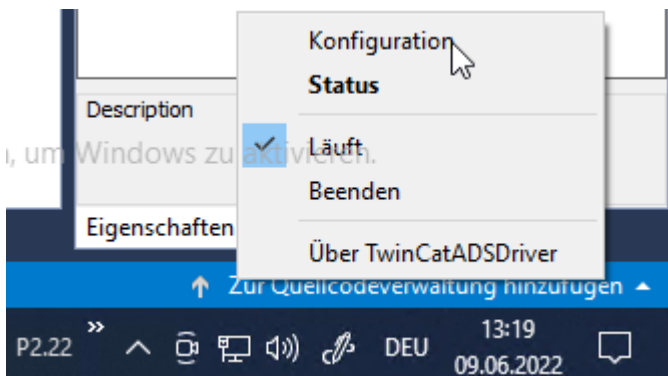 Konfiguration
Status
Description
, um Windows zu aktivieren.
Läuft
Beenden
Eigenschaften
Über TwinCatADSDriver
Zur Quellcodeverwaltung hinzufügen
P2.22
DEU
13:19
09.06.2022